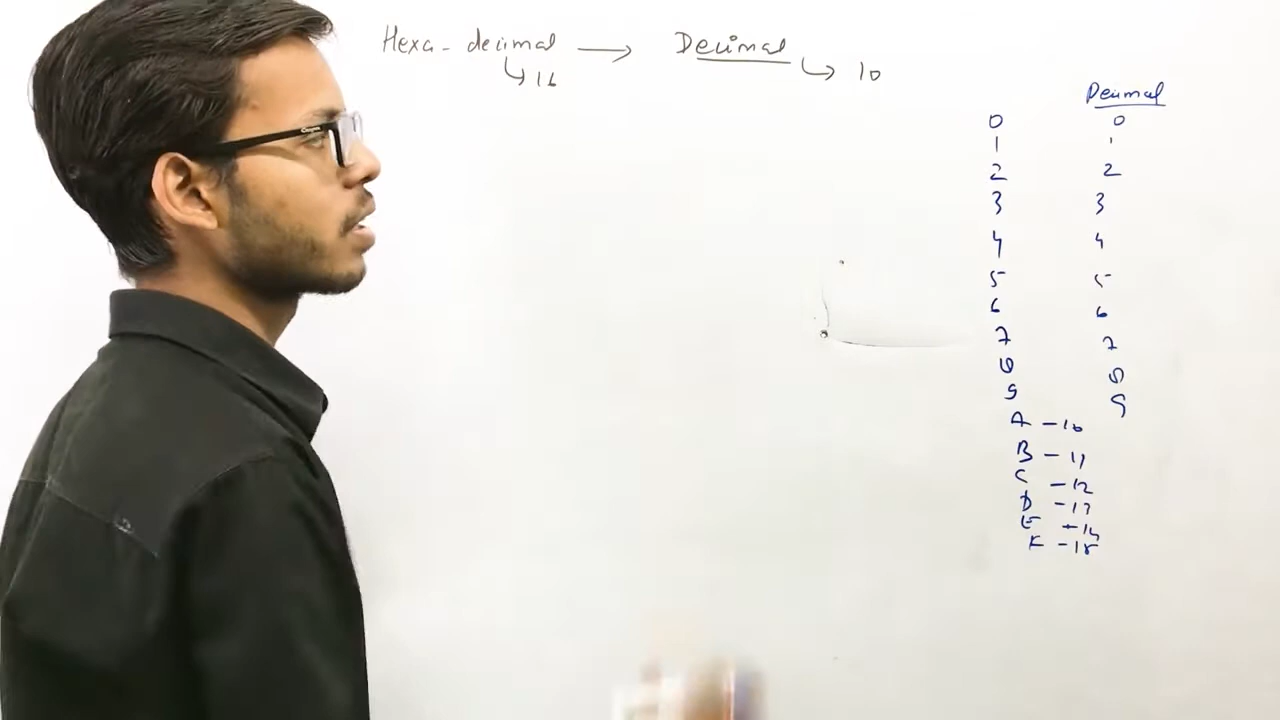 Hexa-decimal → Decimal
↳ 16 ↳ 10
Decimal
0 0
1 1
2 2
3 3
4 4
5 5
6 6
7 7
8 8
9 9
A - 10
B - 11
C - 12
D - 13
E - 14
F - 15